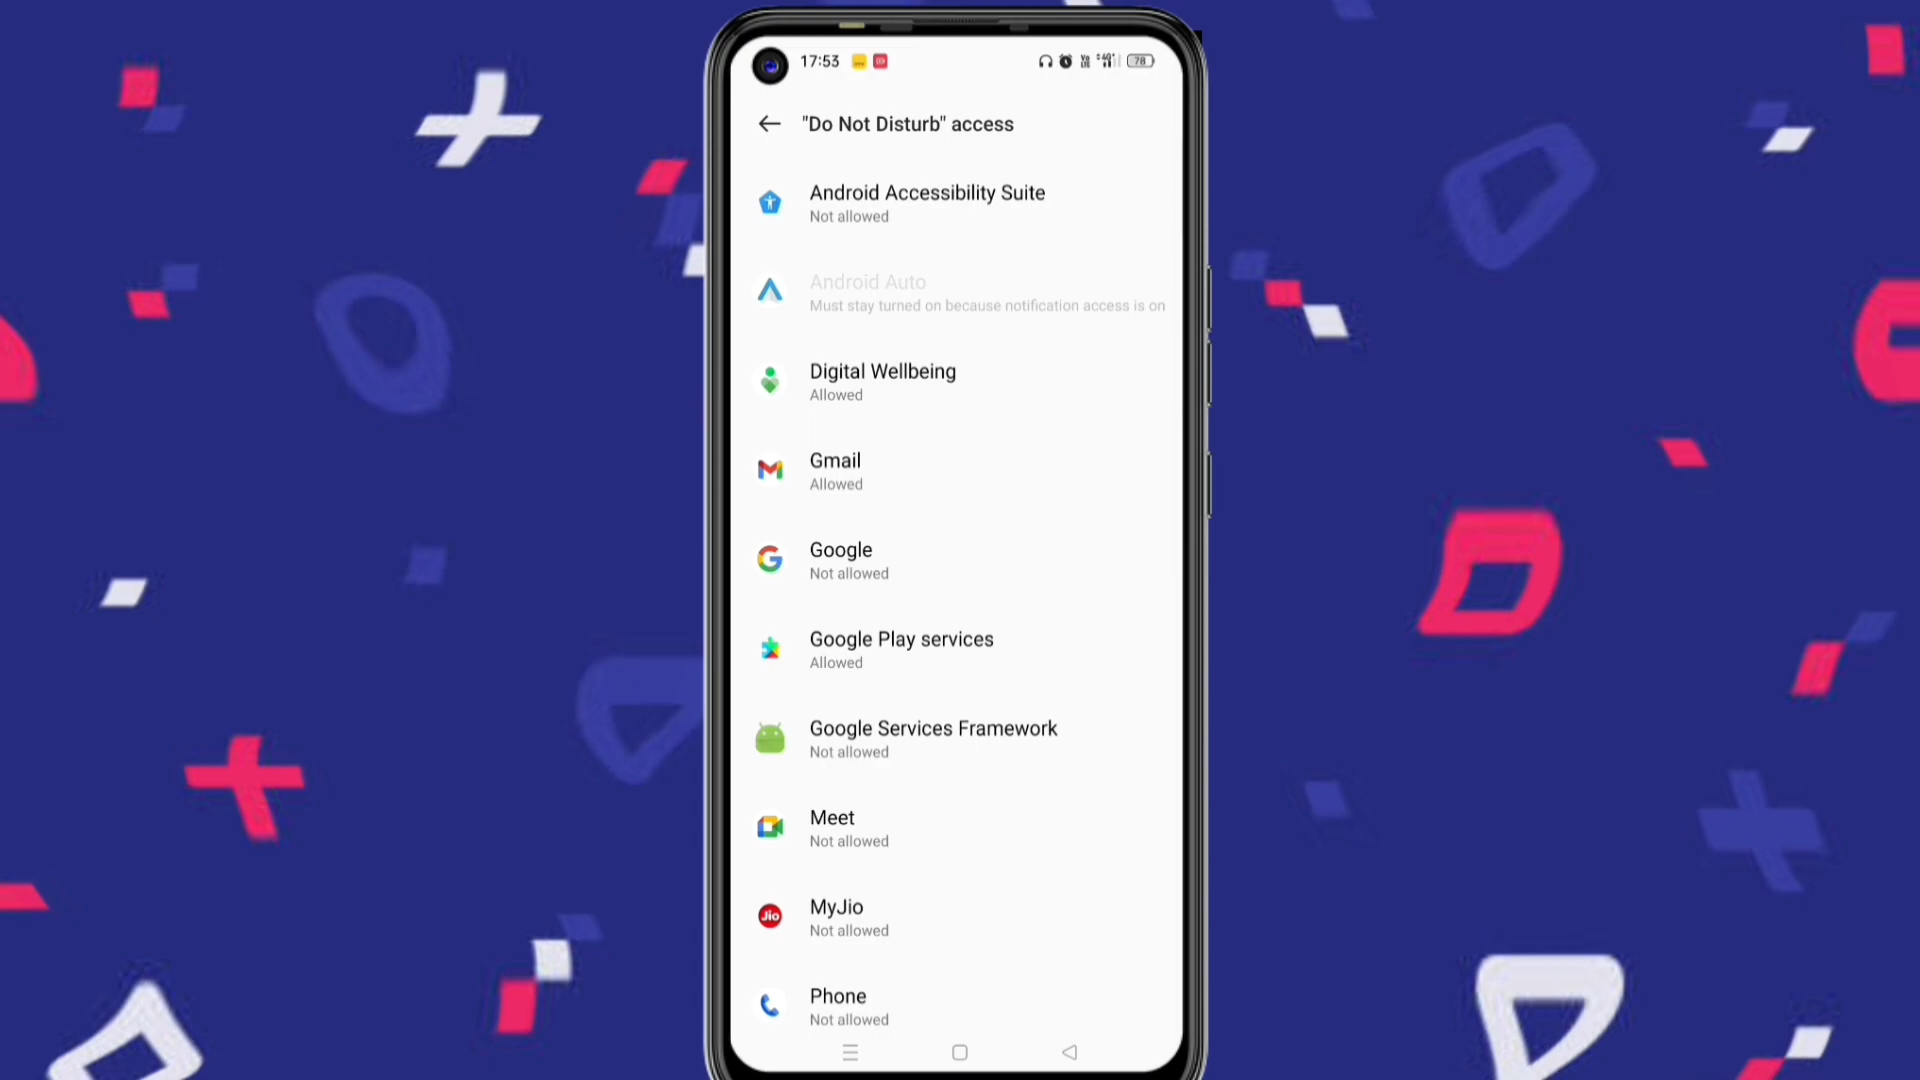 17:53
78
"Do Not Disturb" access
Android Accessibility Suite
Not allowed
Android Auto
Must stay turned on because notification access is on
Digital Wellbeing
Allowed
Gmail
Allowed
Google
Not allowed
Google Play services
Allowed
Google Services Framework
Not allowed
Meet
Not allowed
Jio
MyJio
Not allowed
Phone
Not allowed